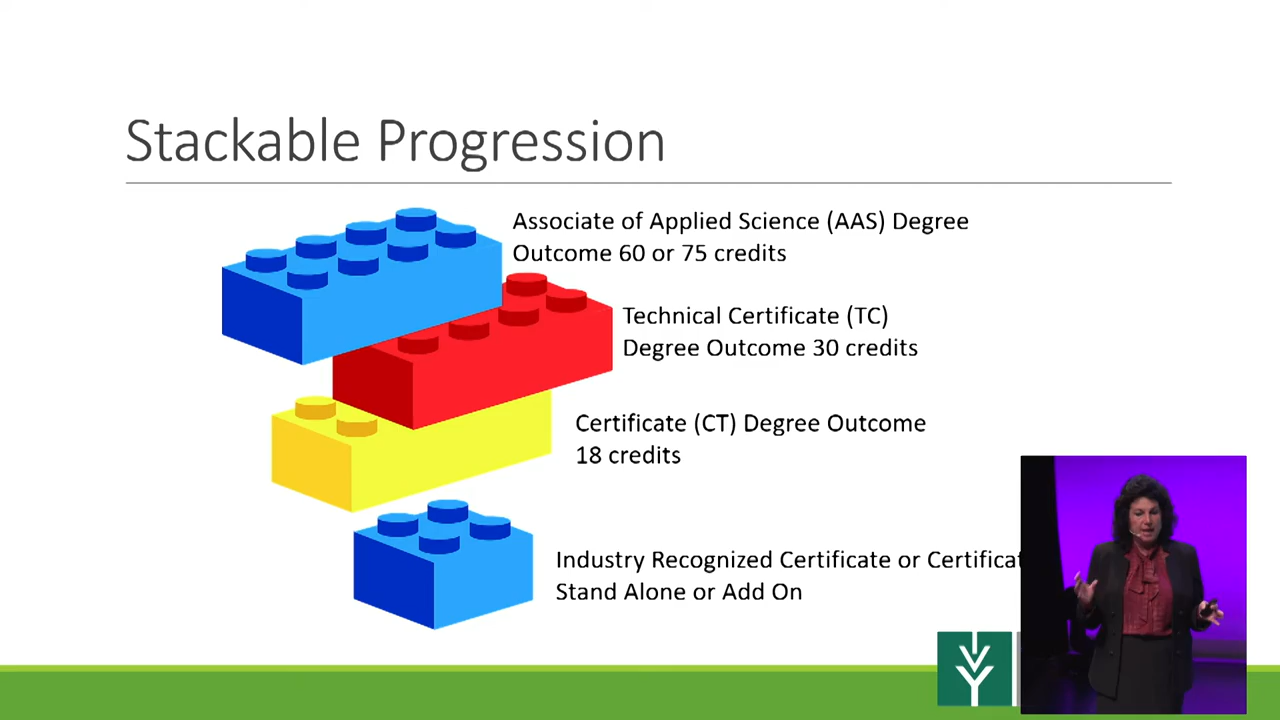 Stackable Progression
Associate of Applied Science (AAS) Degree
Outcome 60 or 75 credits
Technical Certificate (TC)
Degree Outcome 30 credits
Certificate (CT) Degree Outcome
18 credits
Industry Recognized Certificate or
Stand Alone or Add On